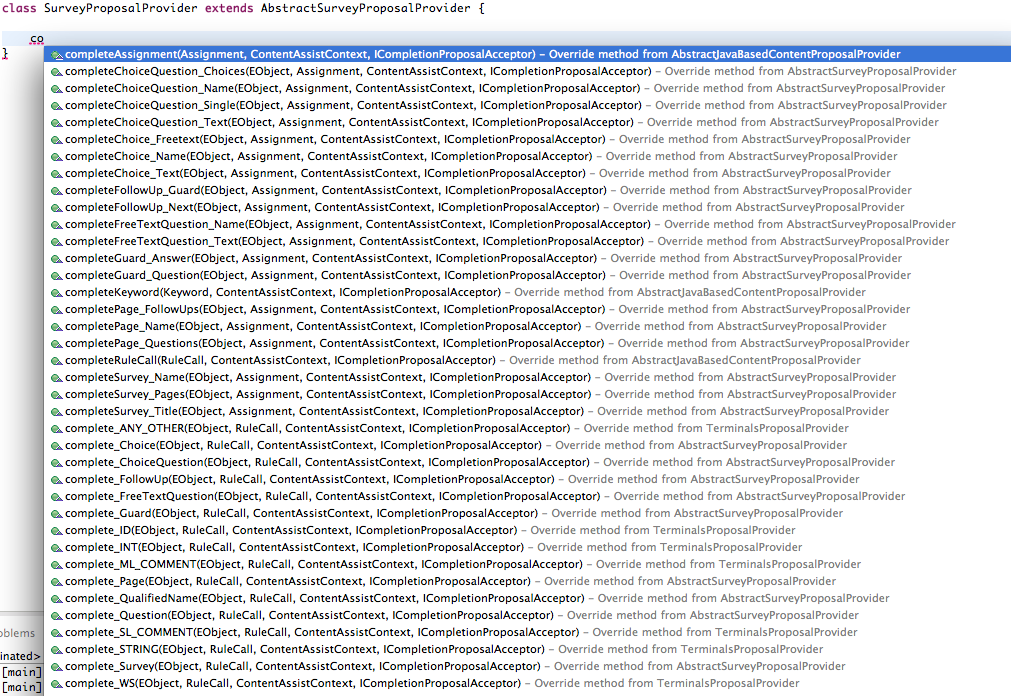 class SurveyProposalProvider extends AbstractSurveyProposalProvider {
co
}
completeAssignment(Assignment, ContentAssistContext, ICompletionProposalAcceptor) – Override method from AbstractJavaBasedContentProposalProvider
completeChoiceQuestion_Choices(EObject, Assignment, ContentAssistContext, ICompletionProposalAcceptor) – Override method from AbstractSurveyProposalProvider
completeChoiceQuestion_Name(EObject, Assignment, ContentAssistContext, ICompletionProposalAcceptor) – Override method from AbstractSurveyProposalProvider
completeChoiceQuestion_Single(EObject, Assignment, ContentAssistContext, ICompletionProposalAcceptor) – Override method from AbstractSurveyProposalProvider
completeChoiceQuestion_Text(EObject, Assignment, ContentAssistContext, ICompletionProposalAcceptor) – Override method from AbstractSurveyProposalProvider
completeChoice_Freetext(EObject, Assignment, ContentAssistContext, ICompletionProposalAcceptor) – Override method from AbstractSurveyProposalProvider
completeChoice_Name(EObject, Assignment, ContentAssistContext, ICompletionProposalAcceptor) – Override method from AbstractSurveyProposalProvider
completeChoice_Text(EObject, Assignment, ContentAssistContext, ICompletionProposalAcceptor) – Override method from AbstractSurveyProposalProvider
completeFollowUp_Guard(EObject, Assignment, ContentAssistContext, ICompletionProposalAcceptor) – Override method from AbstractSurveyProposalProvider
completeFollowUp_Next(EObject, Assignment, ContentAssistContext, ICompletionProposalAcceptor) – Override method from AbstractSurveyProposalProvider
completeFreeTextQuestion_Name(EObject, Assignment, ContentAssistContext, ICompletionProposalAcceptor) – Override method from AbstractSurveyProposalProvider
completeFreeTextQuestion_Text(EObject, Assignment, ContentAssistContext, ICompletionProposalAcceptor) – Override method from AbstractSurveyProposalProvider
completeGuard_Answer(EObject, Assignment, ContentAssistContext, ICompletionProposalAcceptor) – Override method from AbstractSurveyProposalProvider
completeGuard_Question(EObject, Assignment, ContentAssistContext, ICompletionProposalAcceptor) – Override method from AbstractSurveyProposalProvider
completeKeyword(Keyword, ContentAssistContext, ICompletionProposalAcceptor) – Override method from AbstractJavaBasedContentProposalProvider
completePage_FollowUps(EObject, Assignment, ContentAssistContext, ICompletionProposalAcceptor) – Override method from AbstractSurveyProposalProvider
completePage_Name(EObject, Assignment, ContentAssistContext, ICompletionProposalAcceptor) – Override method from AbstractSurveyProposalProvider
completePage_Questions(EObject, Assignment, ContentAssistContext, ICompletionProposalAcceptor) – Override method from AbstractSurveyProposalProvider
completeRuleCall(RuleCall, ContentAssistContext, ICompletionProposalAcceptor) – Override method from AbstractJavaBasedContentProposalProvider
completeSurvey_Name(EObject, Assignment, ContentAssistContext, ICompletionProposalAcceptor) – Override method from AbstractSurveyProposalProvider
completeSurvey_Pages(EObject, Assignment, ContentAssistContext, ICompletionProposalAcceptor) – Override method from AbstractSurveyProposalProvider
completeSurvey_Title(EObject, Assignment, ContentAssistContext, ICompletionProposalAcceptor) – Override method from AbstractSurveyProposalProvider
complete_ANY_OTHER(EObject, RuleCall, ContentAssistContext, ICompletionProposalAcceptor) – Override method from TerminalsProposalProvider
complete_Choice(EObject, RuleCall, ContentAssistContext, ICompletionProposalAcceptor) – Override method from AbstractSurveyProposalProvider
complete_ChoiceQuestion(EObject, RuleCall, ContentAssistContext, ICompletionProposalAcceptor) – Override method from AbstractSurveyProposalProvider
complete_FollowUp(EObject, RuleCall, ContentAssistContext, ICompletionProposalAcceptor) – Override method from AbstractSurveyProposalProvider
complete_FreeTextQuestion(EObject, RuleCall, ContentAssistContext, ICompletionProposalAcceptor) – Override method from AbstractSurveyProposalProvider
complete_Guard(EObject, RuleCall, ContentAssistContext, ICompletionProposalAcceptor) – Override method from AbstractSurveyProposalProvider
complete_ID(EObject, RuleCall, ContentAssistContext, ICompletionProposalAcceptor) – Override method from TerminalsProposalProvider
complete_INT(EObject, RuleCall, ContentAssistContext, ICompletionProposalAcceptor) – Override method from TerminalsProposalProvider
complete_ML_COMMENT(EObject, RuleCall, ContentAssistContext, ICompletionProposalAcceptor) – Override method from TerminalsProposalProvider
complete_Page(EObject, RuleCall, ContentAssistContext, ICompletionProposalAcceptor) – Override method from AbstractSurveyProposalProvider
complete_QualifiedName(EObject, RuleCall, ContentAssistContext, ICompletionProposalAcceptor) – Override method from AbstractSurveyProposalProvider
complete_Question(EObject, RuleCall, ContentAssistContext, ICompletionProposalAcceptor) – Override method from AbstractSurveyProposalProvider
complete_SL_COMMENT(EObject, RuleCall, ContentAssistContext, ICompletionProposalAcceptor) – Override method from TerminalsProposalProvider
complete_STRING(EObject, RuleCall, ContentAssistContext, ICompletionProposalAcceptor) – Override method from TerminalsProposalProvider
complete_Survey(EObject, RuleCall, ContentAssistContext, ICompletionProposalAcceptor) – Override method from AbstractSurveyProposalProvider
complete_WS(EObject, RuleCall, ContentAssistContext, ICompletionProposalAcceptor) – Override method from TerminalsProposalProvider
oblems
inated>
[main]
[main]